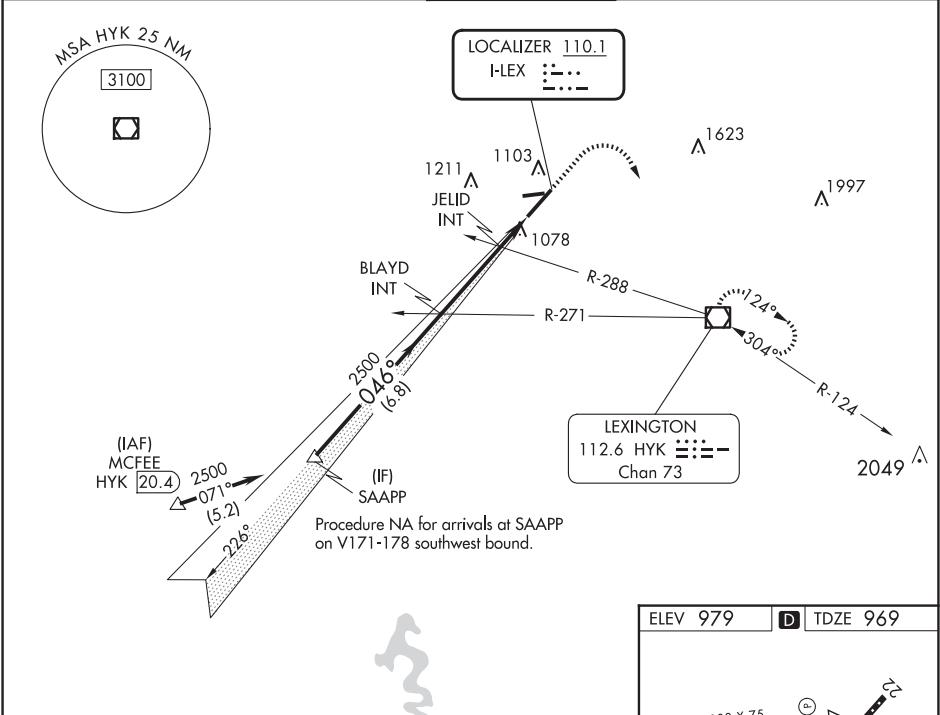 MSA HYK 25 NM
3100
LOCALIZER 110.1
I-LEX
1623
1103
1211
1997
JELID
INT
1078
BLAYD
INT
R-288
R-271
124°
304°
R-124
2500
046°
(6.8)
LEXINGTON
112.6 HYK
Chan 73
2049
(IAF)
MCFEE
HYK 20.4
2500
071°
(5.2)
(IF)
SAAPP
226°
Procedure NA for arrivals at SAAPP
on V171-178 southwest bound.
ELEV 979
D
TDZE 969
22
P
X 75